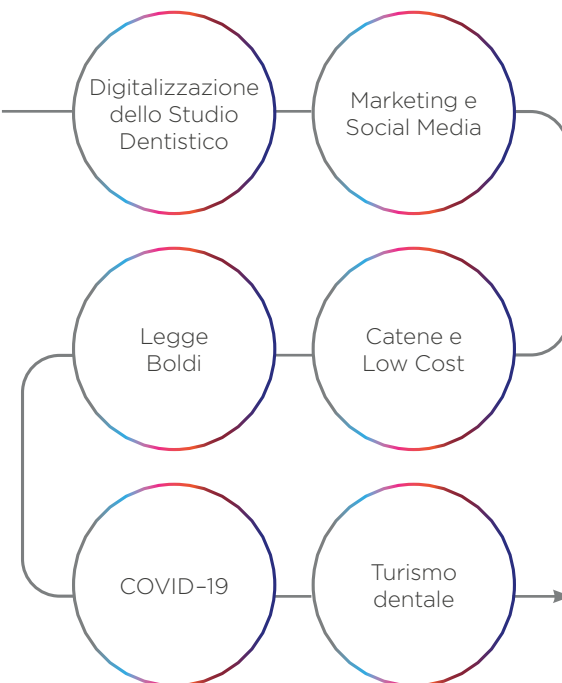 Digitalizzazione
dello Studio
Dentistico
Marketing e
Social Media
Catene e
Low Cost
Legge
Boldi
COVID–19
Turismo
dentale